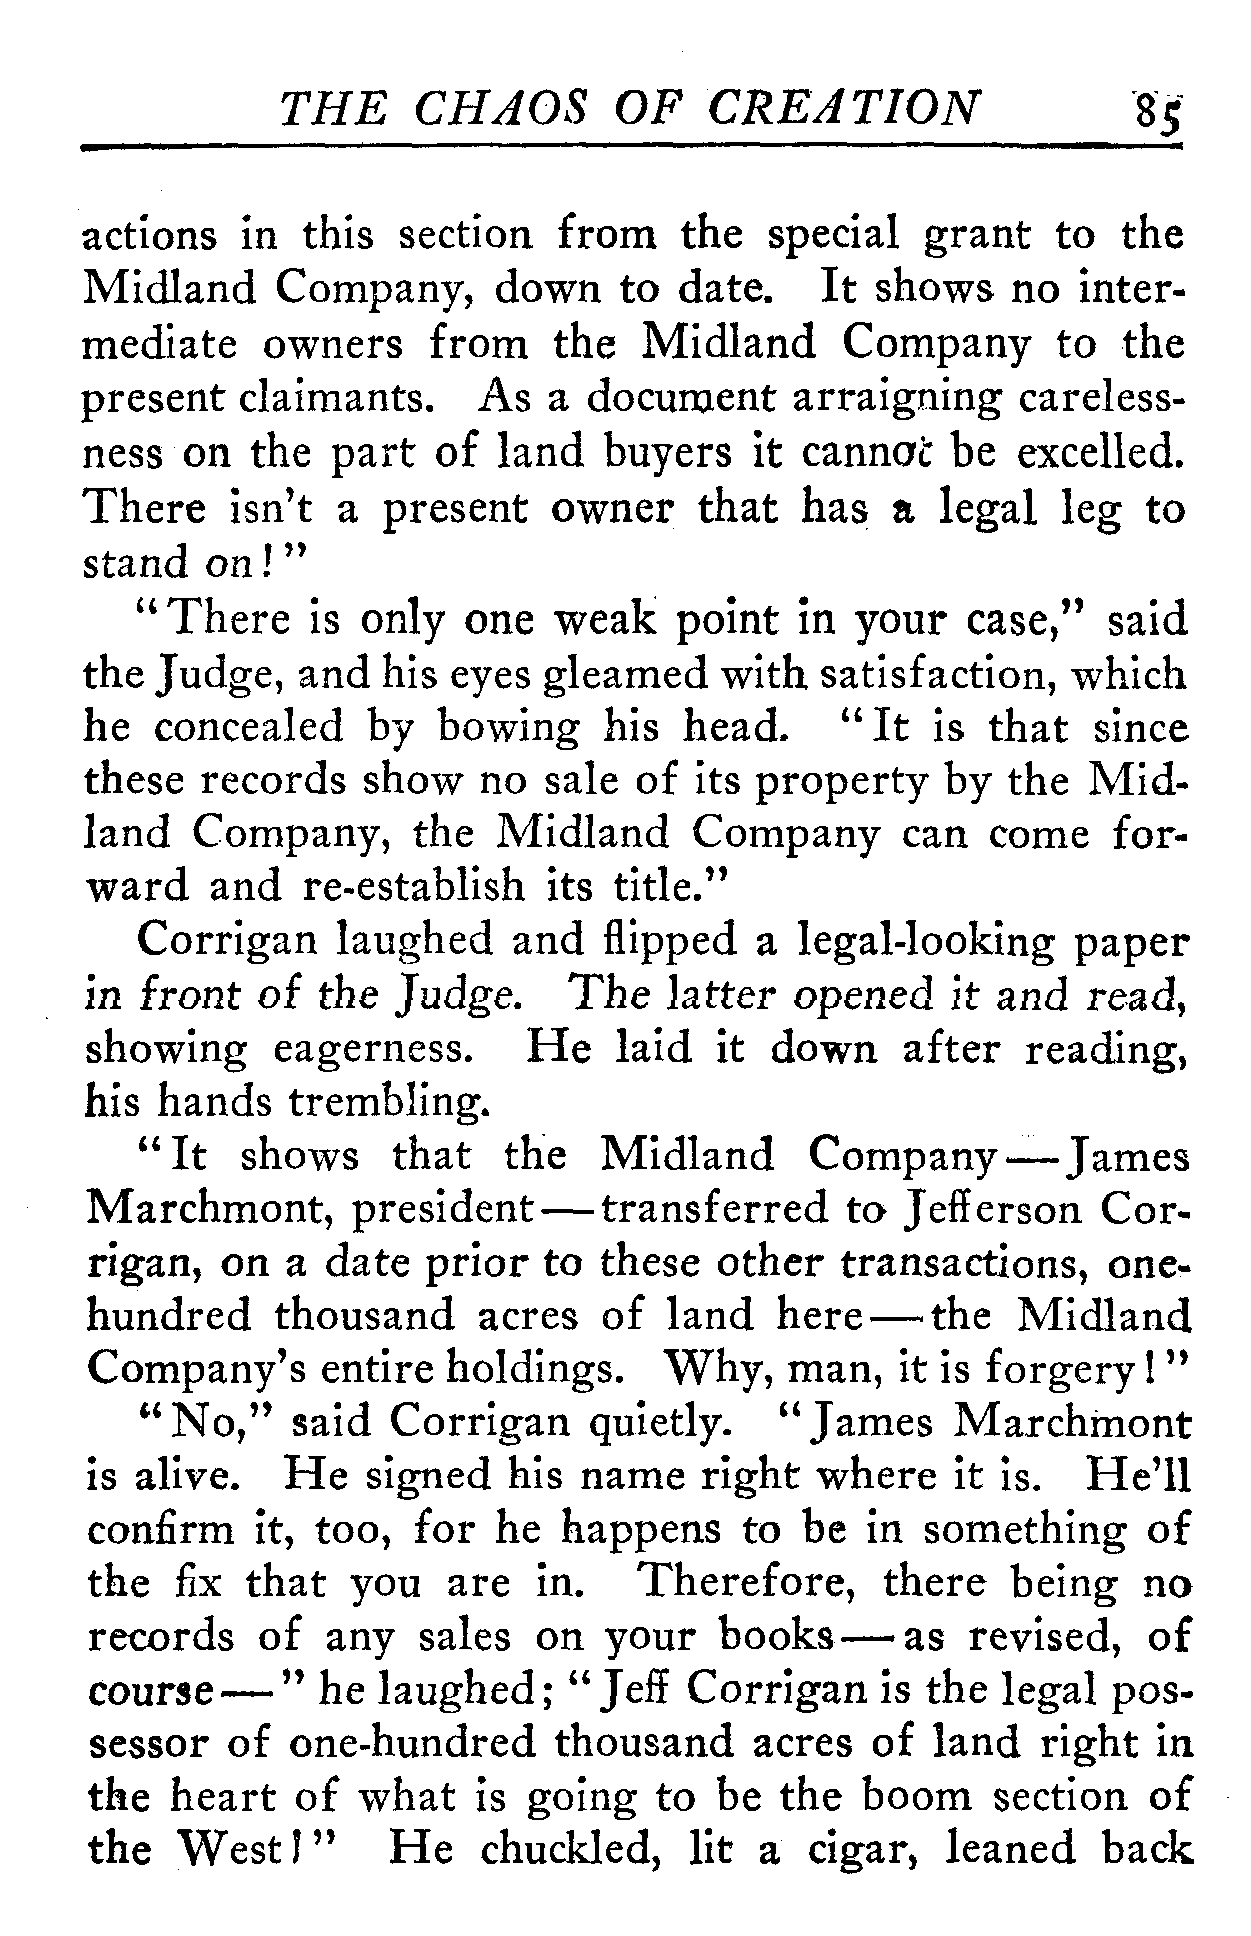 THE CHAOS OF CREATION 85
actions in this section from the special grant to the
Midland Company, down to date. It shows no inter-
mediate owners from the Midland Company to the
present claimants. As a document arraigning careless-
ness on the part of land buyers it cannot be excelled.
There isn't a present owner that has a legal leg to
stand on!"
"There is only one weak point in your case," said
the Judge, and his eyes gleamed with satisfaction, which
he concealed by bowing his head. "It is that since
these records show no sale of its property by the Mid-
land Company, the Midland Company can come for-
ward and re-establish its title."
Corrigan laughed and flipped a legal-looking paper
in front of the Judge. The latter opened it and read,
showing eagerness. He laid it down after reading,
his hands trembling.
"It shows that the Midland Company—James
Marchmont, president—transferred to Jefferson Cor-
rigan, on a date prior to these other transactions, one-
hundred thousand acres of land here—the Midland
Company's entire holdings. Why, man, it is forgery!"
"No," said Corrigan quietly. "James Marchmont
is alive. He signed his name right where it is. He'll
confirm it, too, for he happens to be in something of
the fix that you are in. Therefore, there being no
records of any sales on your books—as revised, of
course—" he laughed; "Jeff Corrigan is the legal pos-
sessor of one-hundred thousand acres of land right in
the heart of what is going to be the boom section of
the West!" He chuckled, lit a cigar, leaned back